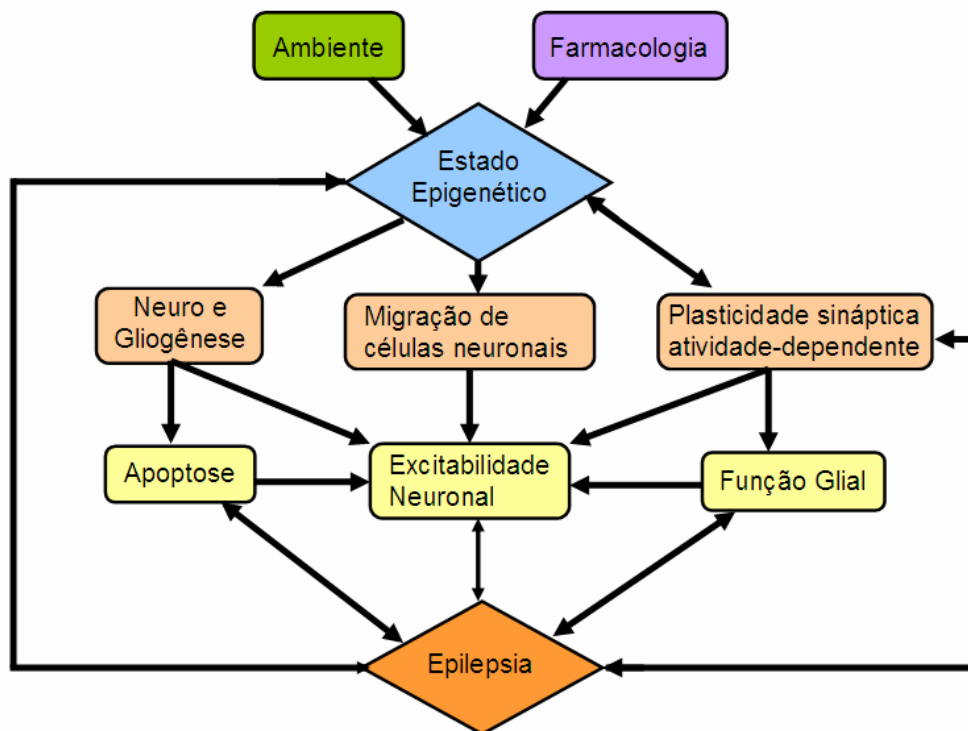 Ambiente
Farmacologia
Estado
Epigenético
Neuro e
Gliogênese
Migração de
células neuronais
Plasticidade sináptica
atividade-dependente
Apoptose
Excitabilidade
Neuronal
Função Glial
Epilepsia